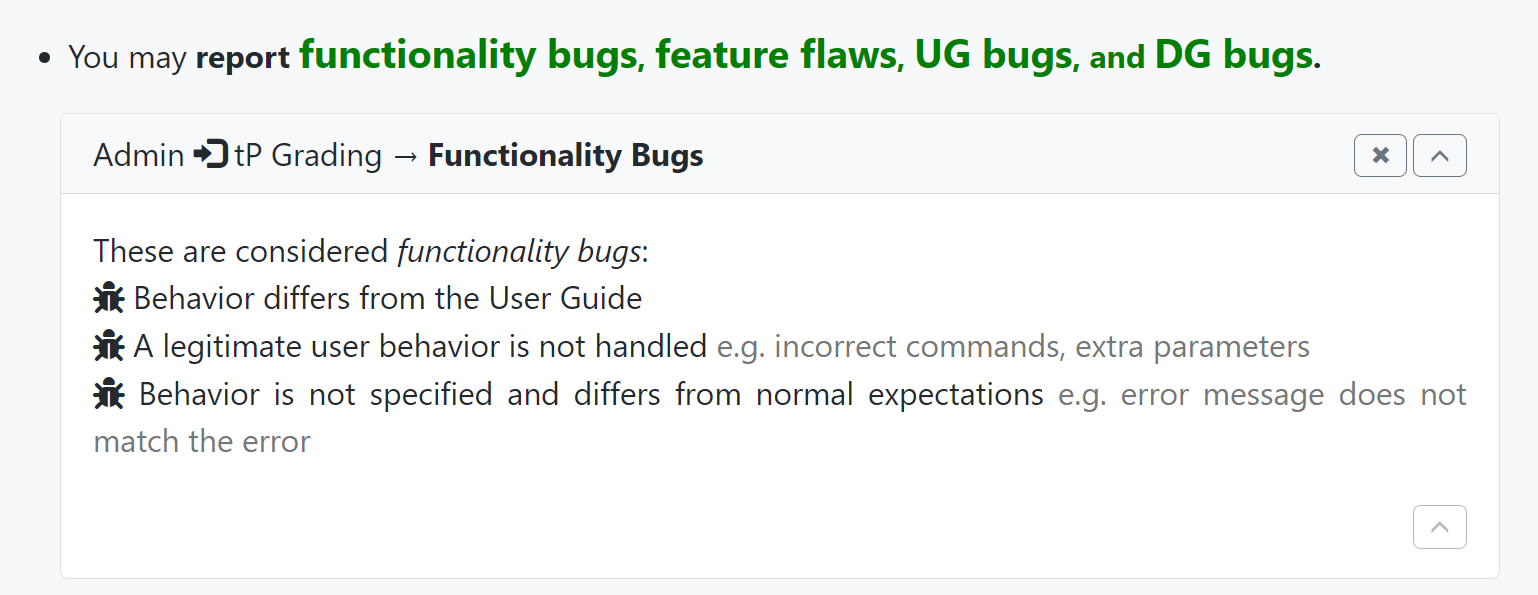 You may report functionality bugs, feature flaws, UG bugs, and DG bugs.
Admin tP Grading → Functionality Bugs
These are considered functionality bugs:
Behavior differs from the User Guide
A legitimate user behavior is not handled e.g. incorrect commands, extra parameters
Behavior is not specified and differs from normal expectations e.g. error message does not
match the error